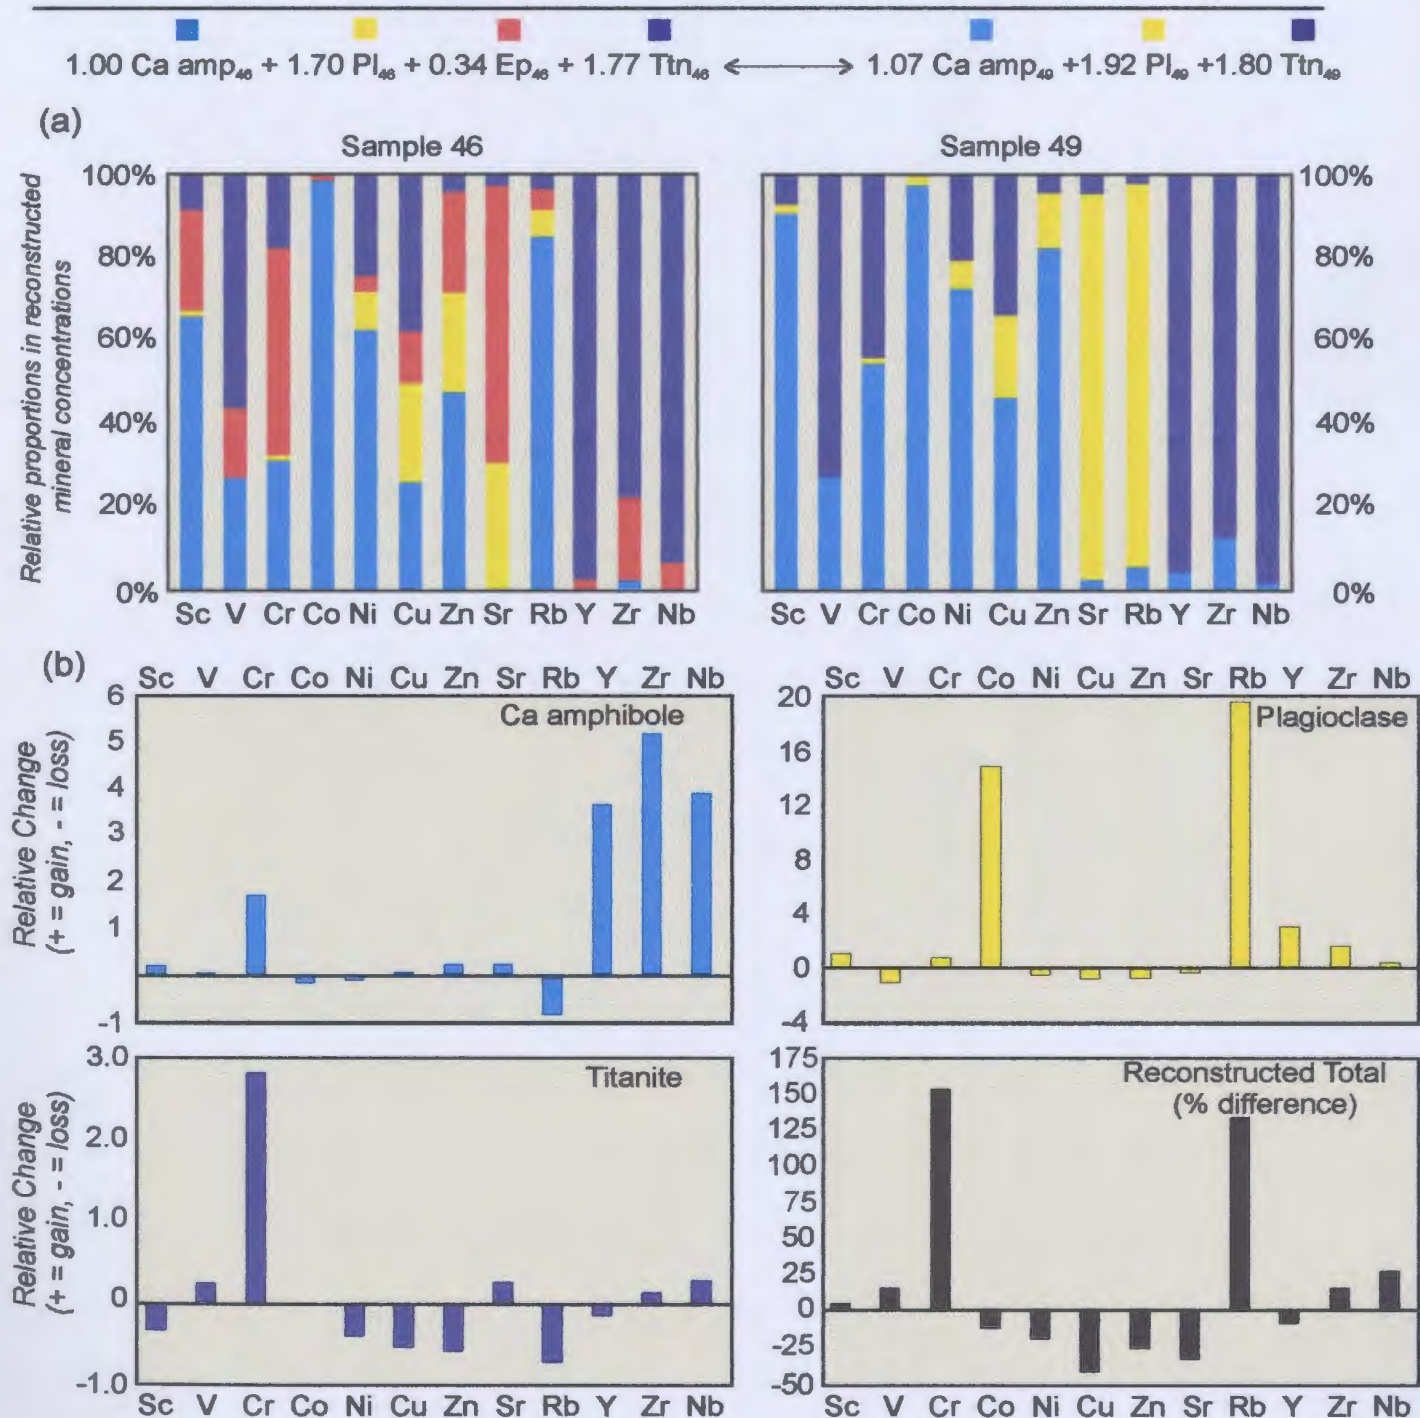 1.00 Ca amp₄₆ + 1.70 Pl₄₆ + 0.34 Ep₄₆ + 1.77 Ttn₄₆ ⟷ 1.07 Ca amp₄₉ +1.92 Pl₄₉ +1.80 Ttn₄₉
(a)
Sample 46 Sample 49
Relative proportions in reconstructed
mineral concentrations
100% 100%
80% 80%
60% 60%
40% 40%
20% 20%
0% 0%
Sc V Cr Co Ni Cu Zn Sr Rb Y Zr Nb Sc V Cr Co Ni Cu Zn Sr Rb Y Zr Nb
(b)
Sc V Cr Co Ni Cu Zn Sr Rb Y Zr Nb Sc V Cr Co Ni Cu Zn Sr Rb Y Zr Nb
Relative Change
(+ = gain, - = loss)
Ca amphibole
6
5
4
3
2
1
-1
Plagioclase
20
16
12
8
4
0
-4
Relative Change
(+ = gain, - = loss)
Titanite
3.0
2.0
1.0
0
-1.0
Reconstructed Total
(% difference)
175
150
125
100
75
50
25
0
-25
-50
Sc V Cr Co Ni Cu Zn Sr Rb Y Zr Nb Sc V Cr Co Ni Cu Zn Sr Rb Y Zr Nb